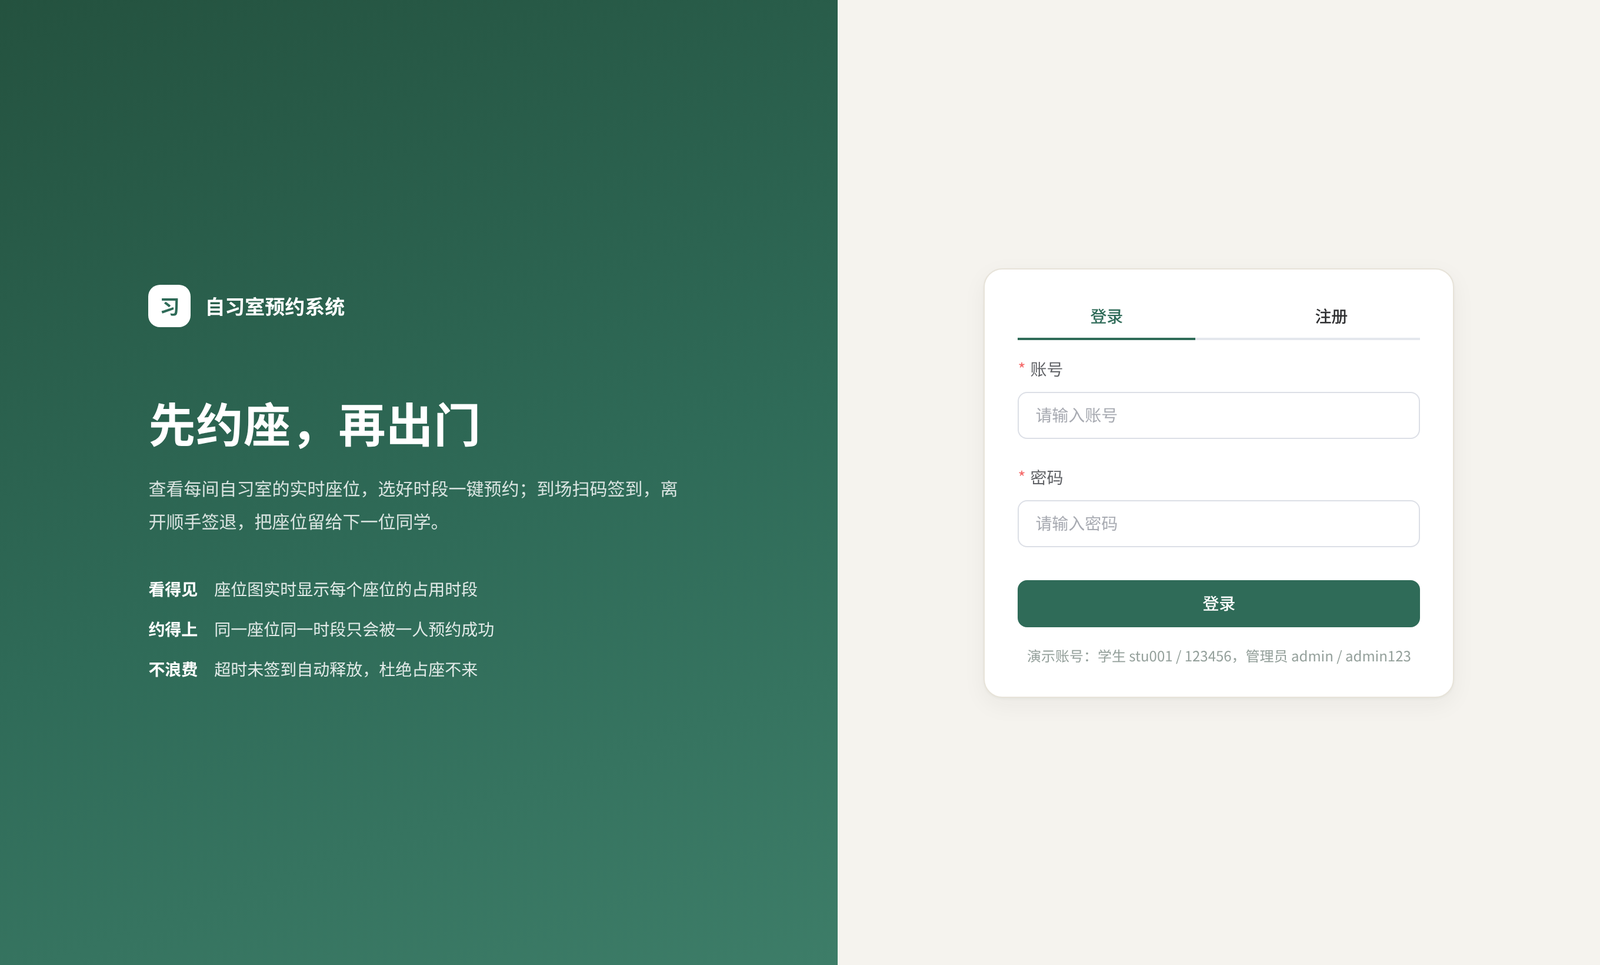 习 自习室预约系统
先约座，再出门
查看每间自习室的实时座位，选好时段一键预约；到场扫码签到，离
开顺手签退，把座位留给下一位同学。
看得见 座位图实时显示每个座位的占用时段
约得上 同一座位同一时段只会被一人预约成功
不浪费 超时未签到自动释放，杜绝占座不来
登录 注册
* 账号
请输入账号
* 密码
请输入密码
登录
演示账号：学生 stu001 / 123456，管理员 admin / admin123